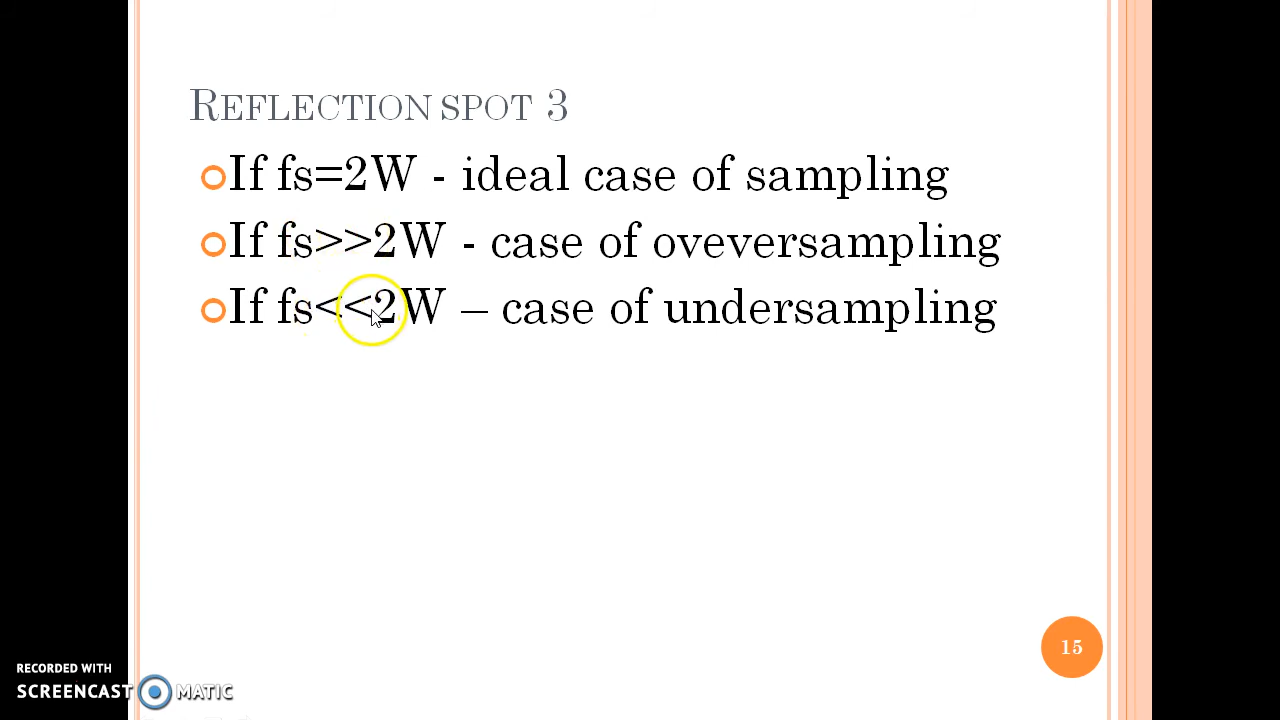 REFLECTION SPOT 3
If fs=2W - ideal case of sampling
If fs>>2W - case of oveversampling
If fs<<2W – case of undersampling
15
RECORDED WITH
SCREENCAST MATIC